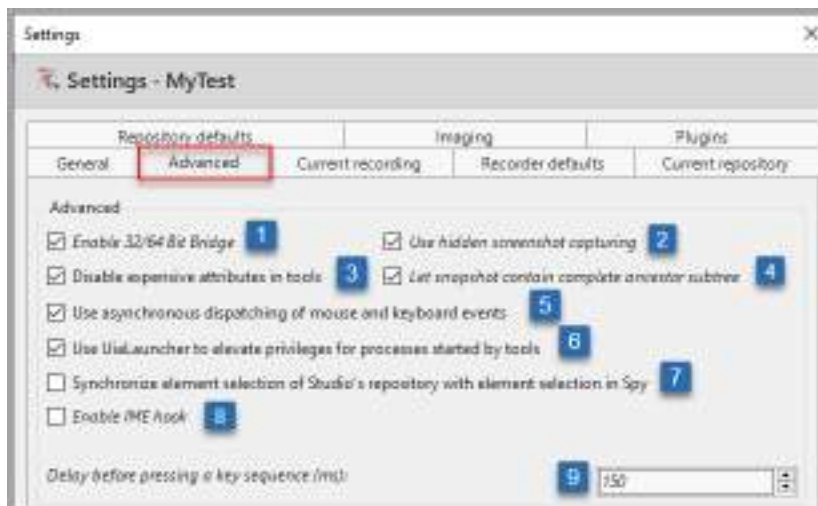 Settings
Settings - MyTest
Repository defaults Imaging Plugins
General Advanced Current recording Recorder defaults Current repository
Advanced
Enable 32/64 Bit Bridge 1 Use hidden screenshot capturing 2
Disable expensive attributes in tools 3 Let snapshot contain complete ancestor subtree 4
Use asynchronous dispatching of mouse and keyboard events 5
Use UiaLauncher to elevate privileges for processes started by tools 6
Synchronize element selection of Studio's repository with element selection in Spy 7
Enable IME hook 8
Delay before pressing a key sequence (ms): 9 150